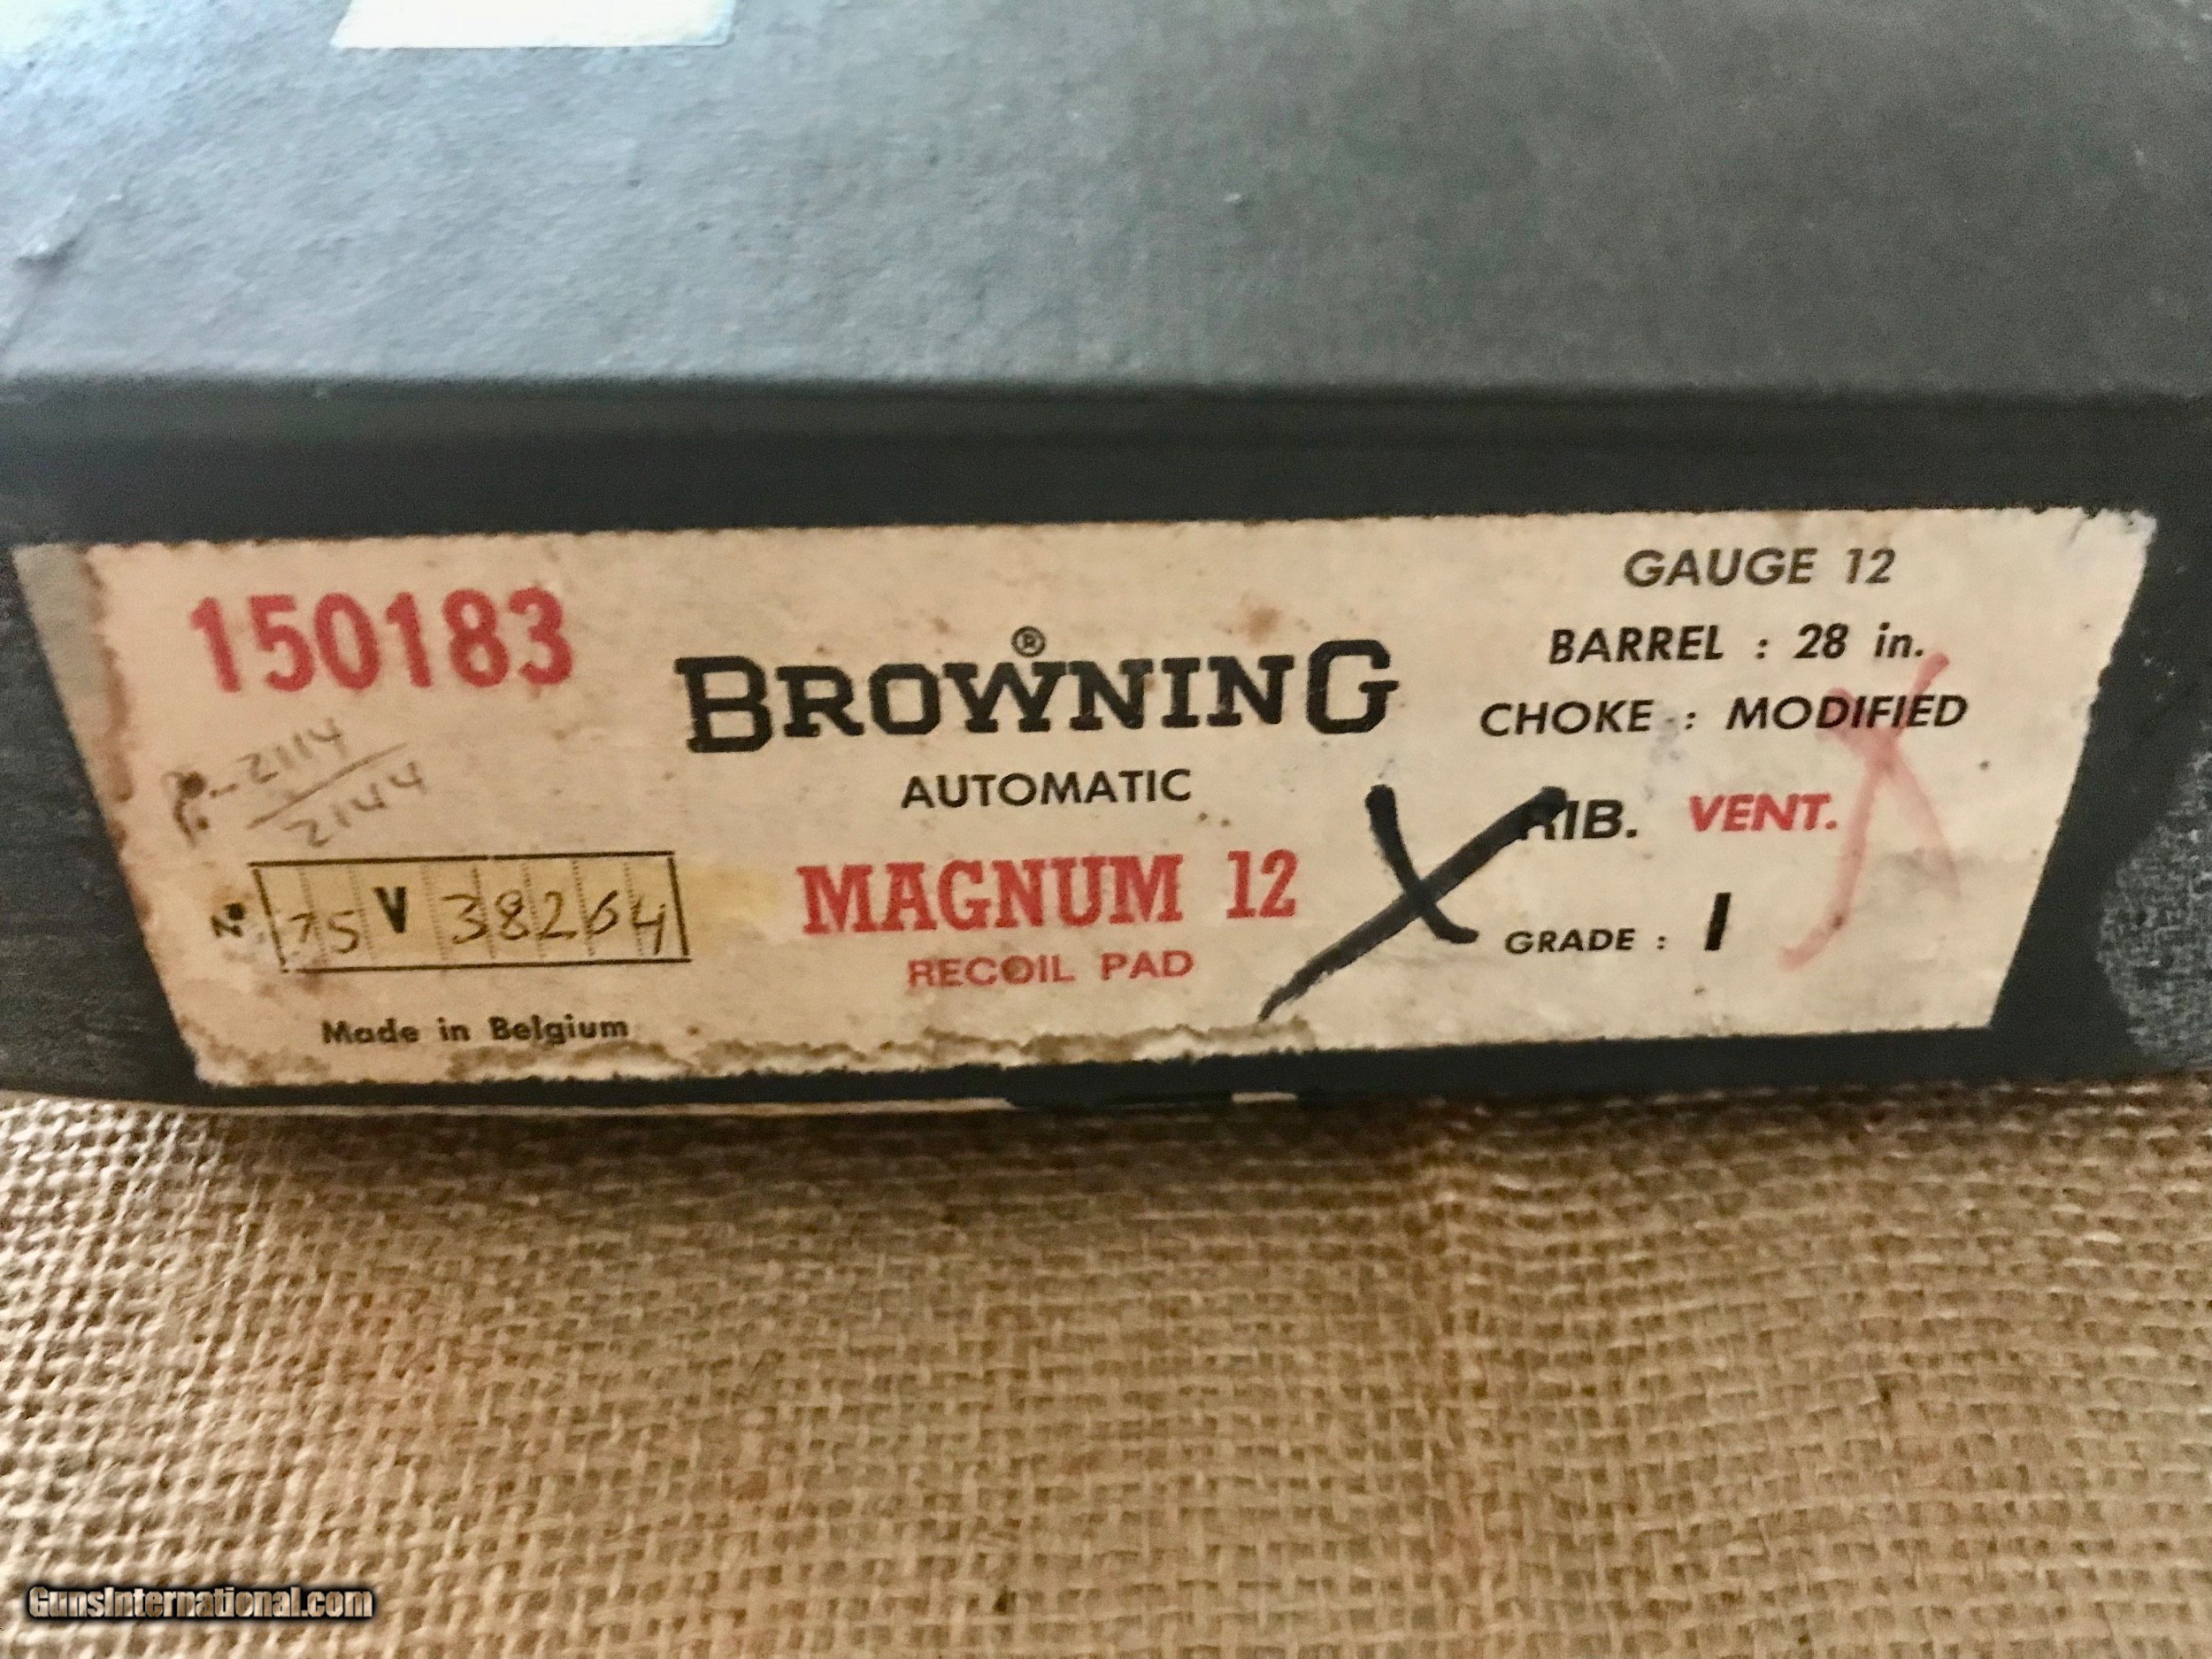 150183
2114
2144
Nº 75 V 38264
Made in Belgium
BROWNING ®
AUTOMATIC
MAGNUM 12
RECOIL PAD
GAUGE 12
BARREL : 28 in.
CHOKE : MODIFIED
RIB. VENT.
GRADE : 1
GunsInternational.com